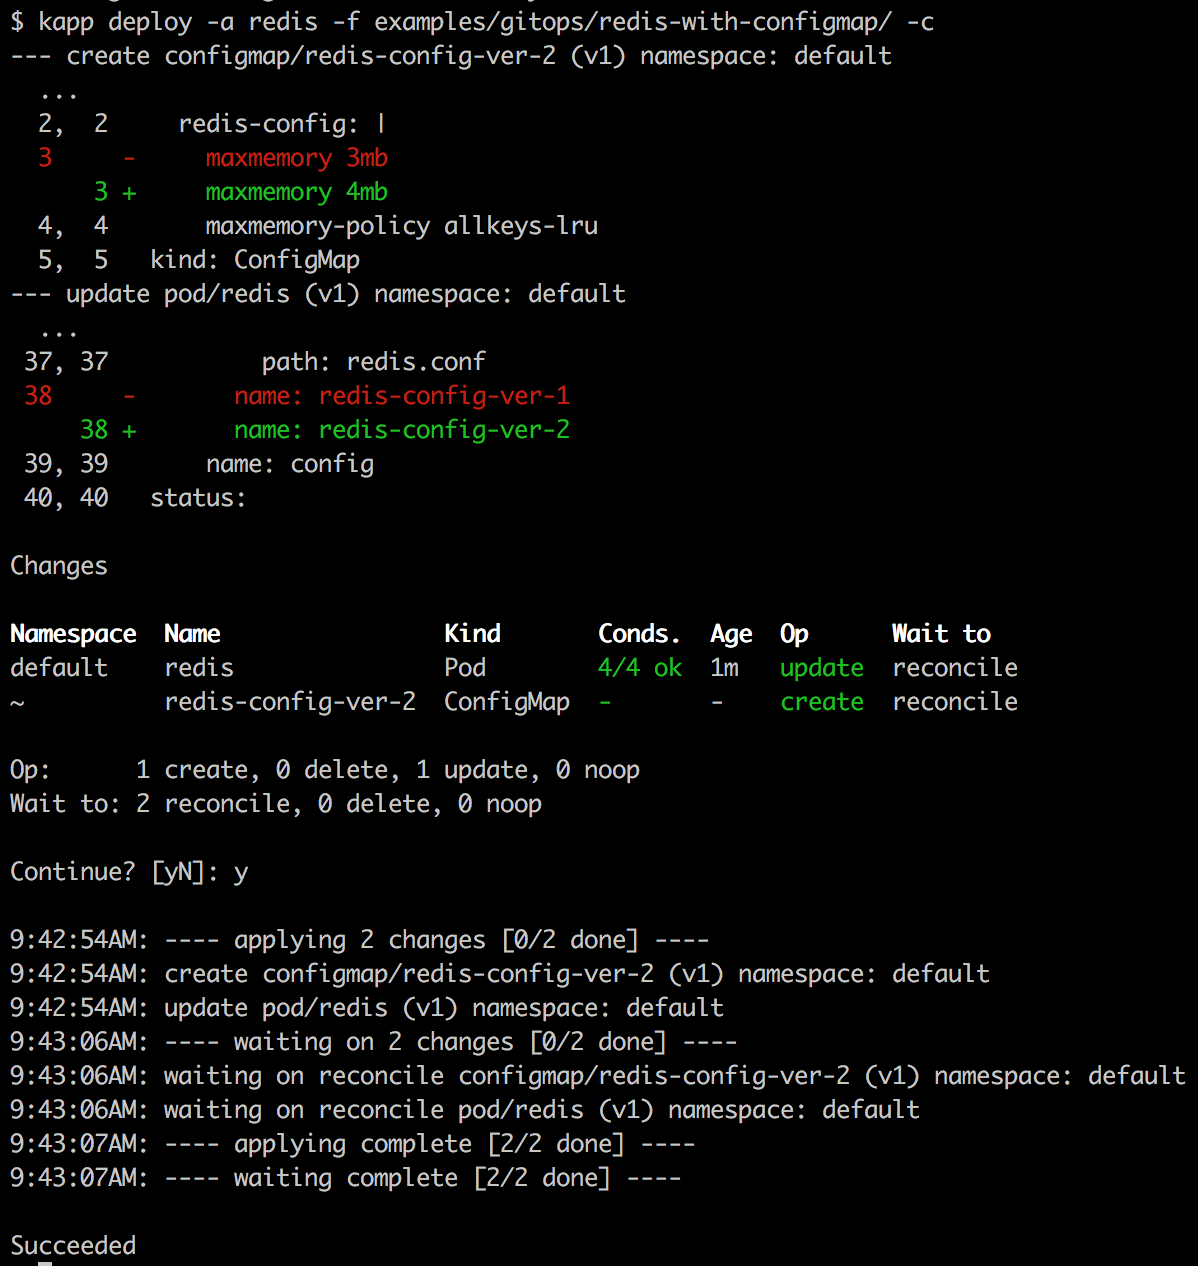 $ kapp deploy -a redis -f examples/gitops/redis-with-configmap/ -c
--- create configmap/redis-config-ver-2 (v1) namespace: default
  ...
  2,  2     redis-config: |
  3     -     maxmemory 3mb
      3 +     maxmemory 4mb
  4,  4       maxmemory-policy allkeys-lru
  5,  5   kind: ConfigMap
--- update pod/redis (v1) namespace: default
  ...
 37, 37           path: redis.conf
 38     -       name: redis-config-ver-1
     38 +       name: redis-config-ver-2
 39, 39       name: config
 40, 40   status:

Changes

Namespace  Name                Kind       Conds.  Age  Op      Wait to
default    redis               Pod        4/4 ok  1m   update  reconcile
~          redis-config-ver-2  ConfigMap  -       -    create  reconcile

Op:      1 create, 0 delete, 1 update, 0 noop
Wait to: 2 reconcile, 0 delete, 0 noop

Continue? [yN]: y

9:42:54AM: ---- applying 2 changes [0/2 done] ----
9:42:54AM: create configmap/redis-config-ver-2 (v1) namespace: default
9:42:54AM: update pod/redis (v1) namespace: default
9:43:06AM: ---- waiting on 2 changes [0/2 done] ----
9:43:06AM: waiting on reconcile configmap/redis-config-ver-2 (v1) namespace: default
9:43:06AM: waiting on reconcile pod/redis (v1) namespace: default
9:43:07AM: ---- applying complete [2/2 done] ----
9:43:07AM: ---- waiting complete [2/2 done] ----

Succeeded